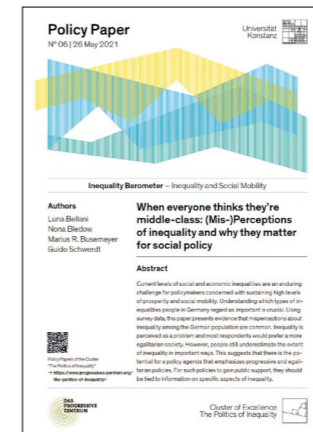 Policy Paper
N° 06 | 26 May 2021
Universität
Konstanz
Inequality Barometer – Inequality and Social Mobility
Authors
Luna Bellani
Nona Bledow
Marius R. Busemeyer
Guido Schwerdt
When everyone thinks they're
middle-class: (Mis-)Perceptions
of inequality and why they matter
for social policy
Abstract
Current levels of social and economic inequalities are an enduring
challenge for policymakers concerned with sustaining high levels
of prosperity and social mobility. Understanding which types of in-
equalities people in Germany regard as important is crucial. Using
survey data, this paper presents evidence that misperceptions about
inequality among the German population are common. Inequality is
perceived as a problem and most respondents would prefer a more
egalitarian society. However, people still underestimate the extent
of inequality in important ways. This suggests that there is the po-
tential for a policy agenda that emphasizes progressive and egali-
tarian policies. For such policies to gain public support, they should
be tied to information on specific aspects of inequality.
Policy Papers of the Cluster
"The Politics of Inequality"
→ https://www.progressives-zentrum.org/
the-politics-of-inequality/
DAS
PROGRESSIVE
ZENTRUM
Cluster of Excellence
The Politics of Inequality